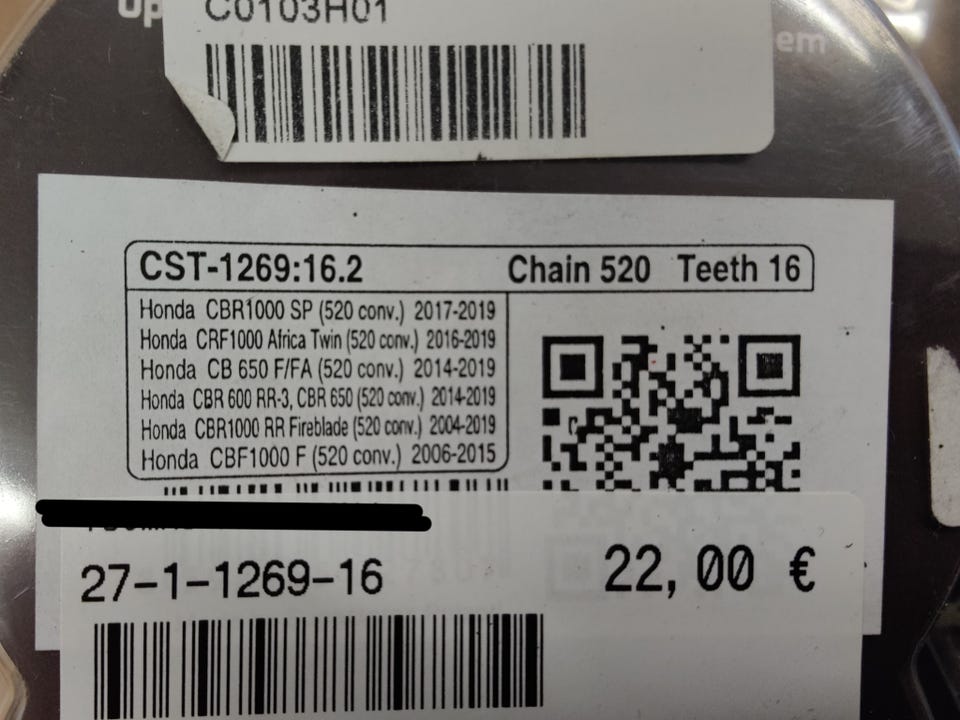 Up
em
C0103H01
CST-1269:16.2 Chain 520 Teeth 16
Honda CBR1000 SP (520 conv.) 2017-2019
Honda CRF1000 Africa Twin (520 conv.) 2016-2019
Honda CB 650 F/FA (520 conv.) 2014-2019
Honda CBR 600 RR-3, CBR 650 (520 conv.) 2014-2019
Honda CBR1000 RR Fireblade (520 conv.) 2004-2019
Honda CBF1000 F (520 conv.) 2006-2015
27-1-1269-16 22,00 €